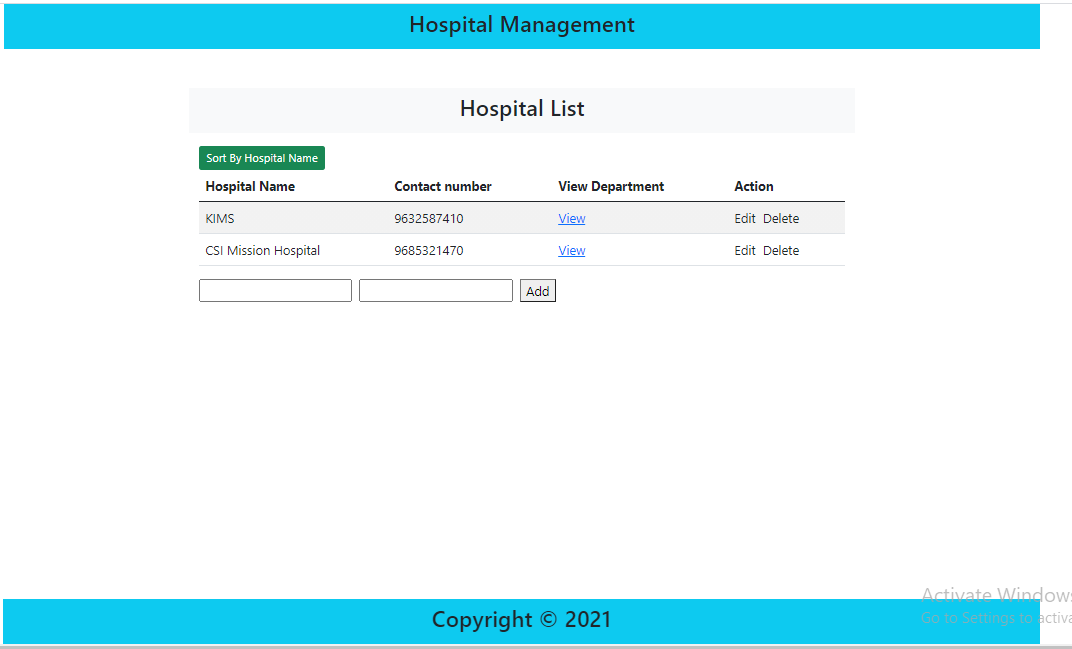 Hospital Management
Hospital List
Sort By Hospital Name
Hospital Name Contact number View Department Action
KIMS 9632587410 View Edit Delete
CSI Mission Hospital 9685321470 View Edit Delete
Add
Activate Windows
Go to Settings to activa
Copyright © 2021